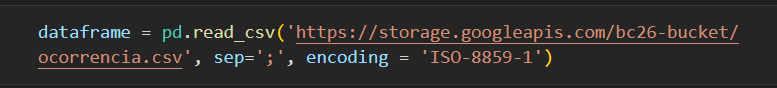 dataframe = pd.read_csv('https://storage.googleapis.com/bc26-bucket/
ocorrencia.csv', sep=';', encoding = 'ISO-8859-1')